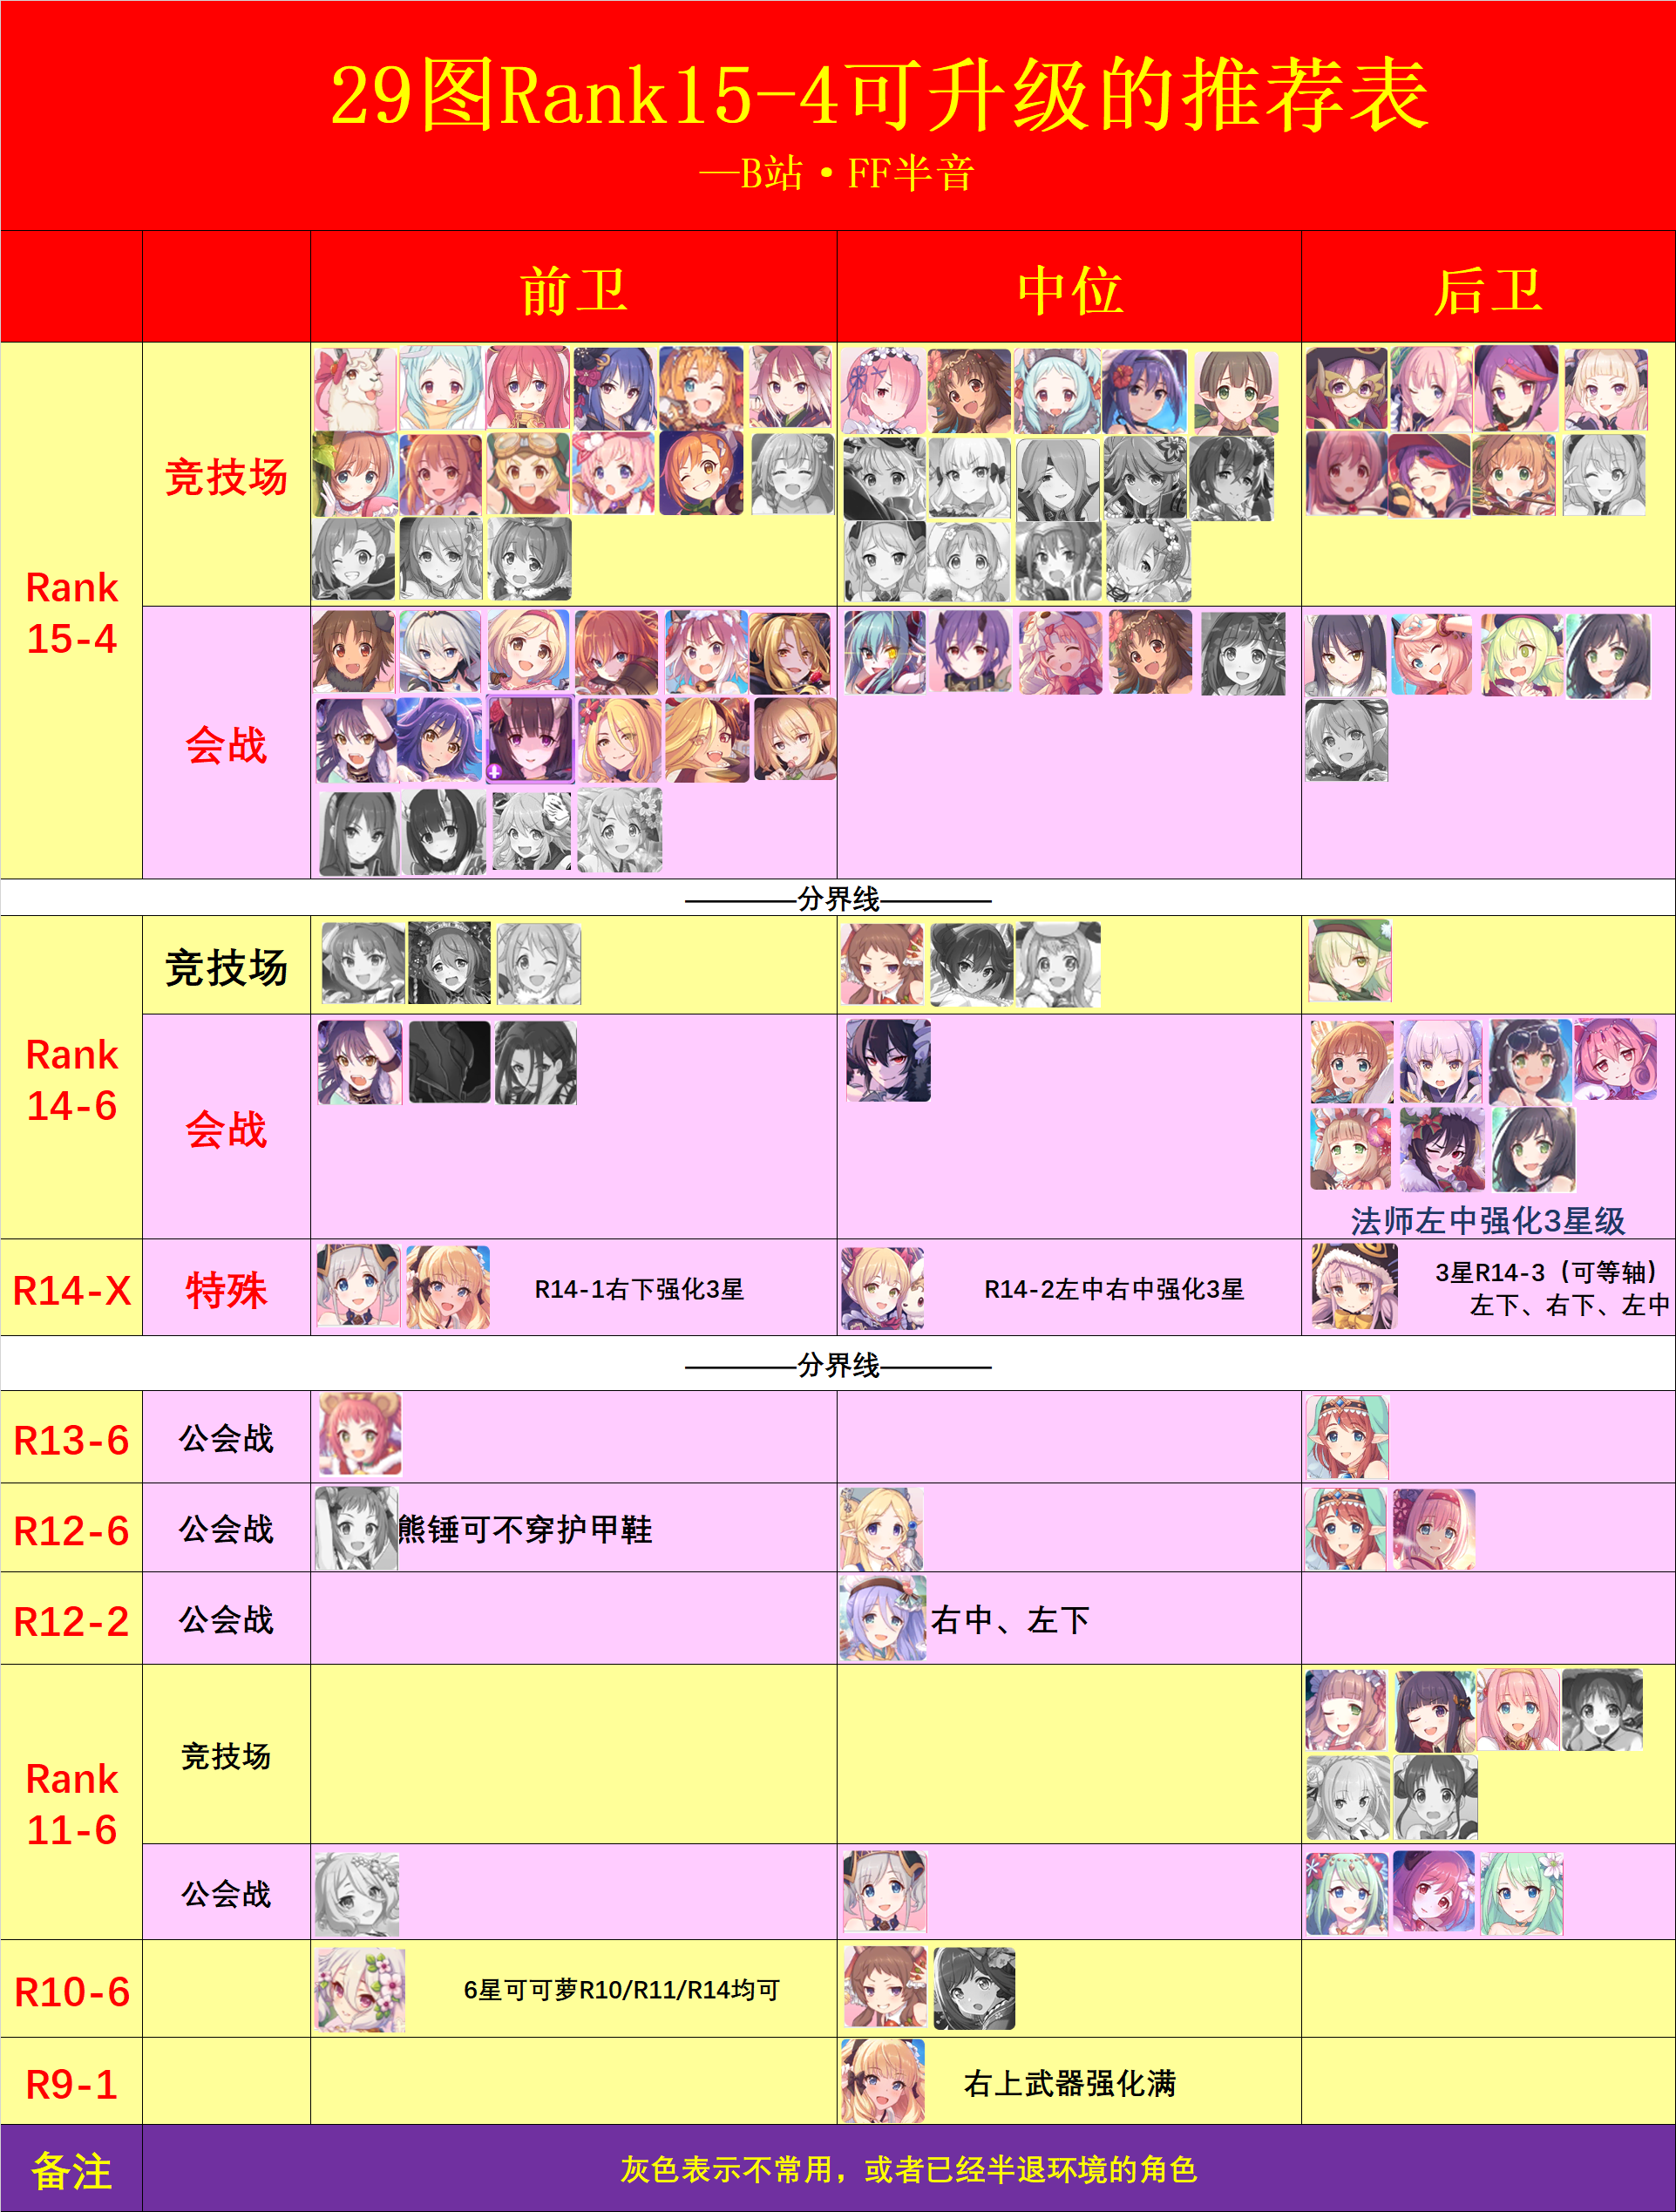 29图Rank15-4可升级的推荐表
—B站·FF半音
前卫
中位
后卫
Rank
15-4
竞技场
会战
————分界线————
Rank
14-6
竞技场
会战
法师左中强化3星级
R14-X
特殊
R14-1右下强化3星
R14-2左中右中强化3星
3星R14-3（可等轴）
左下、右下、左中
————分界线————
R13-6
公会战
R12-6
公会战
熊锤可不穿护甲鞋
R12-2
公会战
右中、左下
Rank
11-6
竞技场
公会战
R10-6
6星可可萝R10/R11/R14均可
R9-1
右上武器强化满
备注
灰色表示不常用，或者已经半退环境的角色